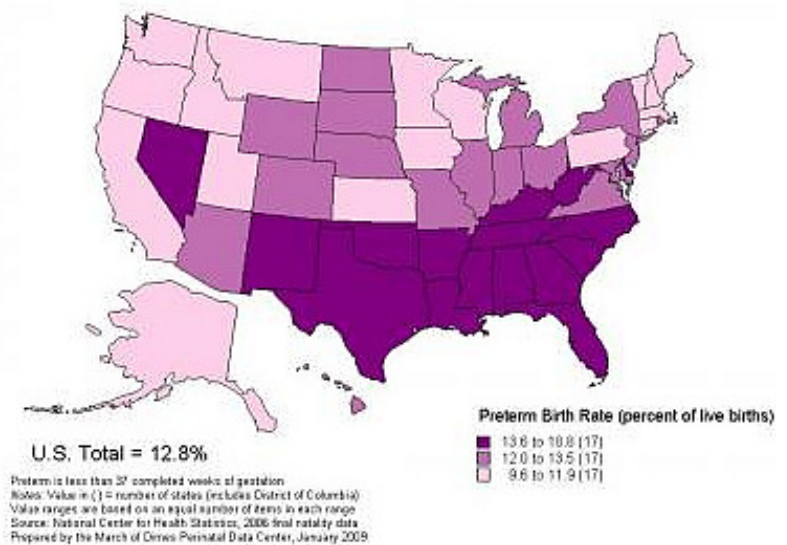 U.S. Total = 12.8%
Preterm is less than 37 completed weeks of gestation
Notes: Value in ( ) = number of states (includes District of Columbia)
Value ranges are based on an equal number of items in each range
Source: National Center for Health Statistics, 2006 final natality data
Prepared by the March of Dimes Perinatal Data Center, January 2009
Preterm Birth Rate (percent of live births)
13.6 to 18.8 (17)
12.0 to 13.5 (17)
9.6 to 11.9 (17)